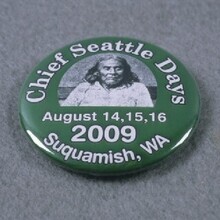 Chief Seattle Days
August 14,15,16
2009
Suquamish, WA